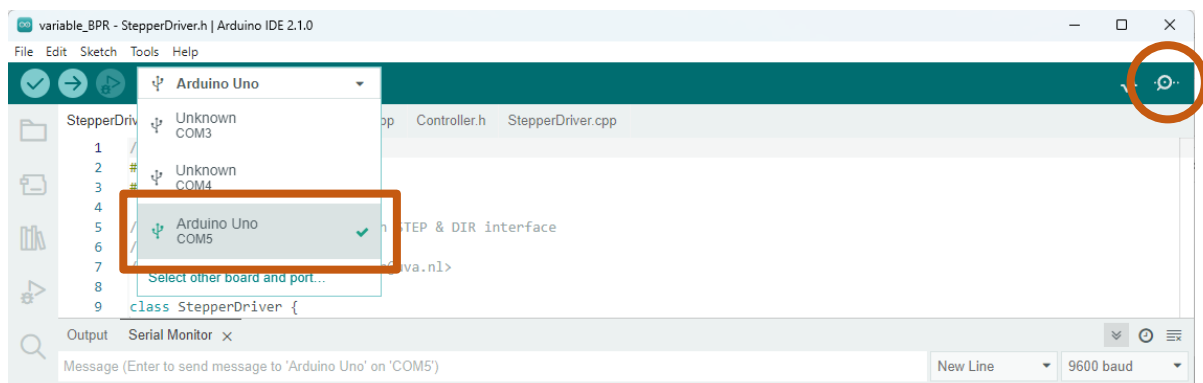 variable_BPR - StepperDriver.h | Arduino IDE 2.1.0
File Edit Sketch Tools Help
Arduino Uno
StepperDriv pp Controller.h StepperDriver.cpp
Unknown
COM3
Unknown
COM4
Arduino Uno
COM5
Select other board and port...
1 /
2 #
3 #
4
5 / n STEP & DIR interface
6 /
7 uva.nl>
8
9 class StepperDriver {
Output Serial Monitor ×
Message (Enter to send message to 'Arduino Uno' on 'COM5') New Line 9600 baud